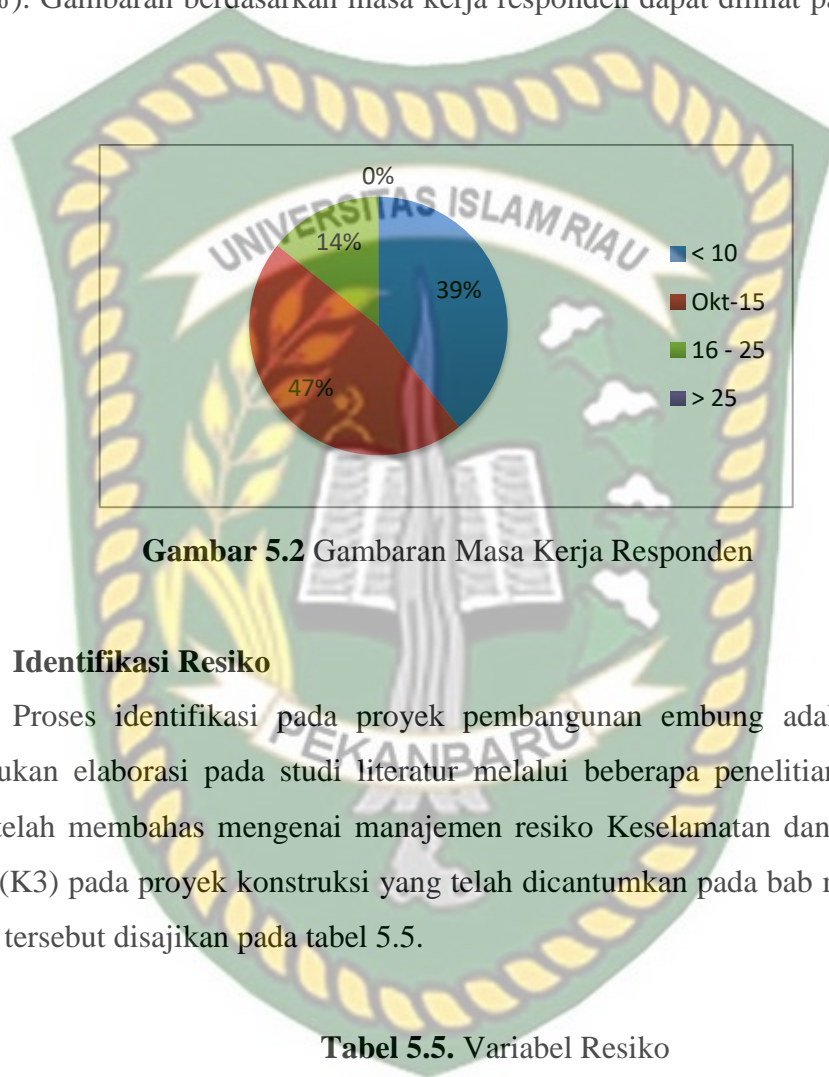 %). Gambaran berdasarkan masa kerja responden dapat dilihat pa
0%
UNIVERSITAS ISLAM RIAU
14%
39%
47%
< 10
Okt-15
16 - 25
> 25
Gambar 5.2 Gambaran Masa Kerja Responden
Identifikasi Resiko
Proses identifikasi pada proyek pembangunan embung adal
ukan elaborasi pada studi literatur melalui beberapa penelitian
telah membahas mengenai manajemen resiko Keselamatan dan
(K3) pada proyek konstruksi yang telah dicantumkan pada bab
tersebut disajikan pada tabel 5.5.
PEKANBARU
Tabel 5.5. Variabel Resiko